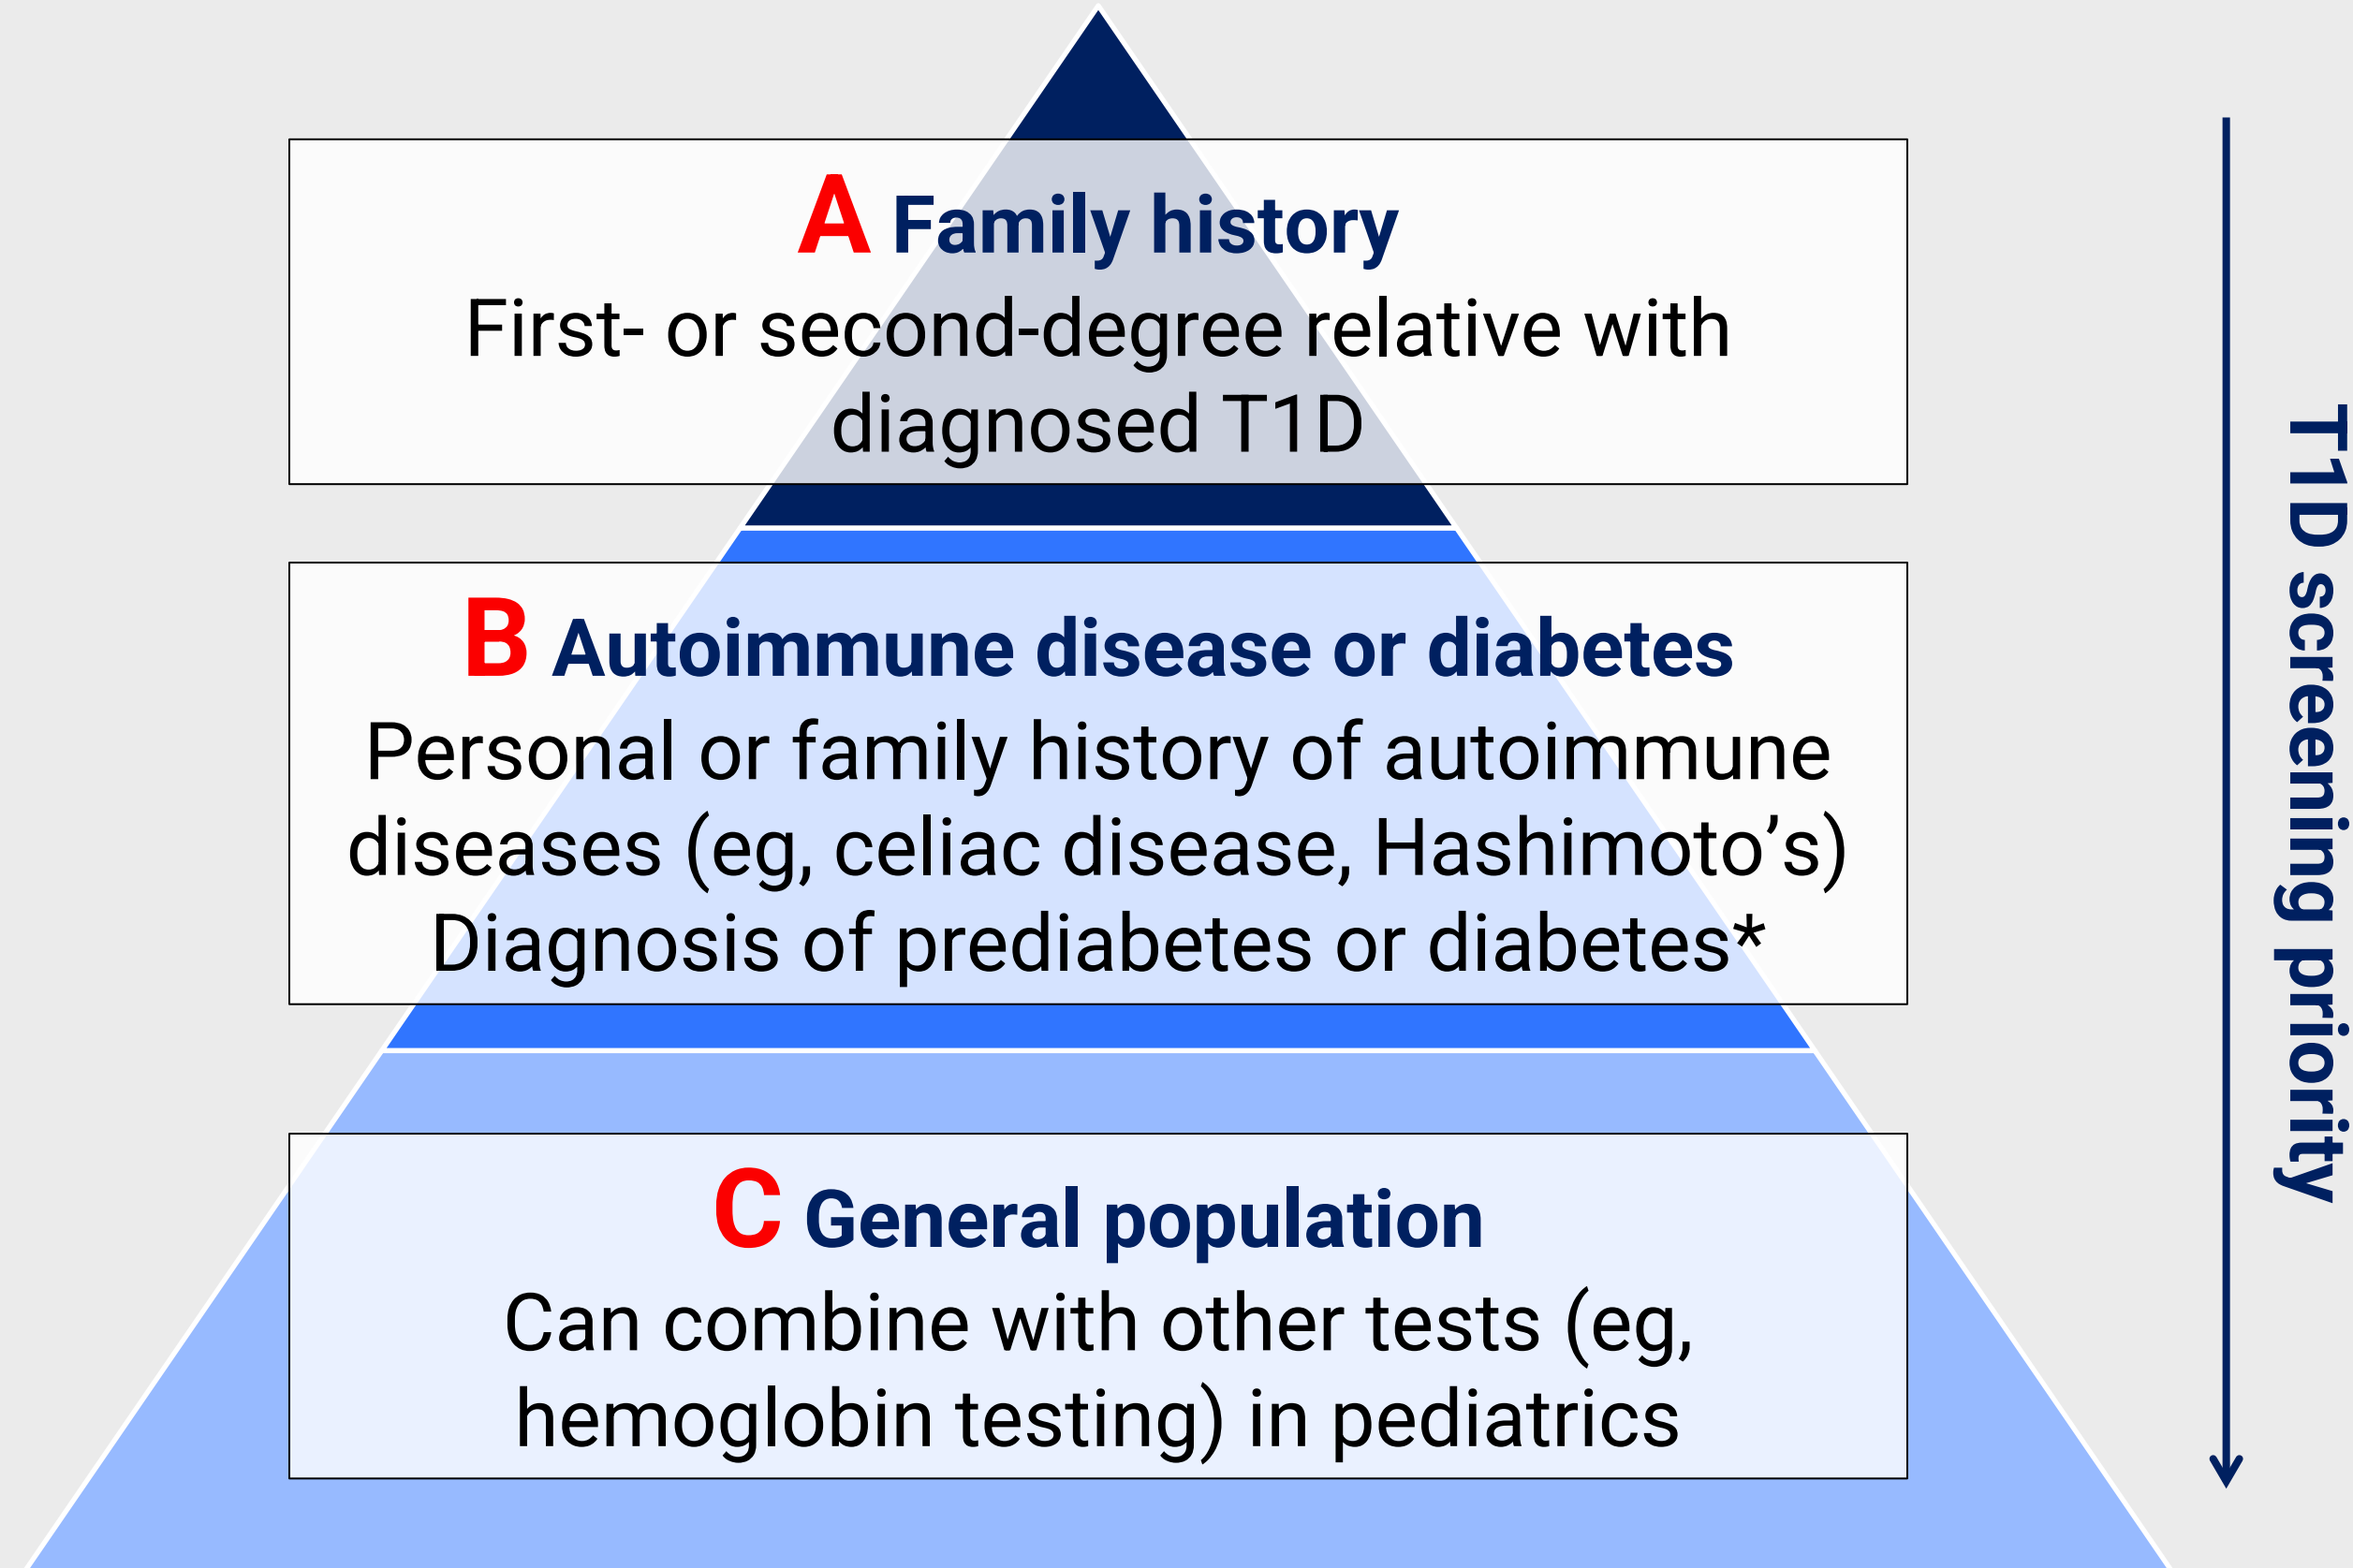 A Family history
First- or second-degree relative with
diagnosed T1D
B Autoimmune disease or diabetes
Personal or family history of autoimmune
diseases (eg, celiac disease, Hashimoto’s)
Diagnosis of prediabetes or diabetes*
C General population
Can combine with other tests (eg,
hemoglobin testing) in pediatrics
T1D screening priority